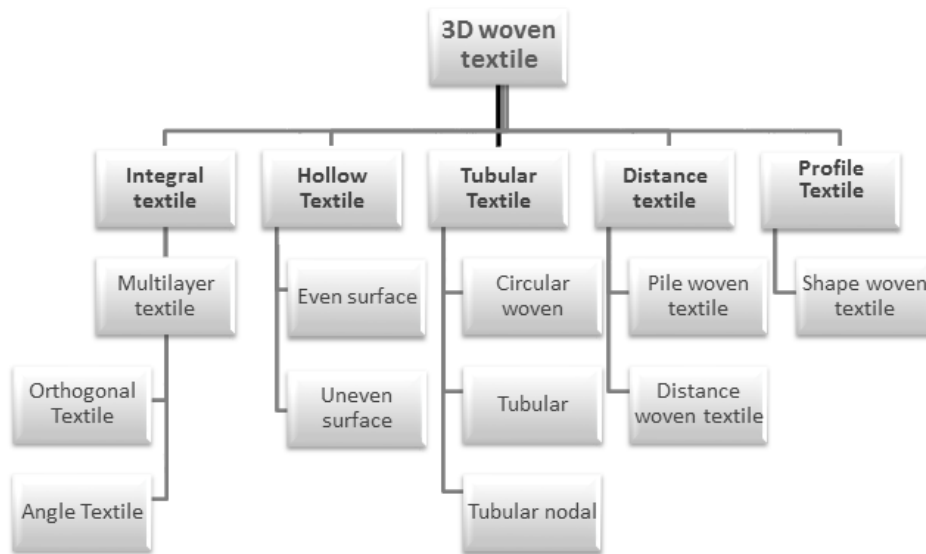 3D woven
textile
Integral
textile
Hollow
Textile
Tubular
Textile
Distance
textile
Profile
Textile
Multilayer
textile
Even surface
Circular
woven
Pile woven
textile
Shape woven
textile
Orthogonal
Textile
Uneven
surface
Tubular
Distance
woven textile
Angle Textile
Tubular nodal